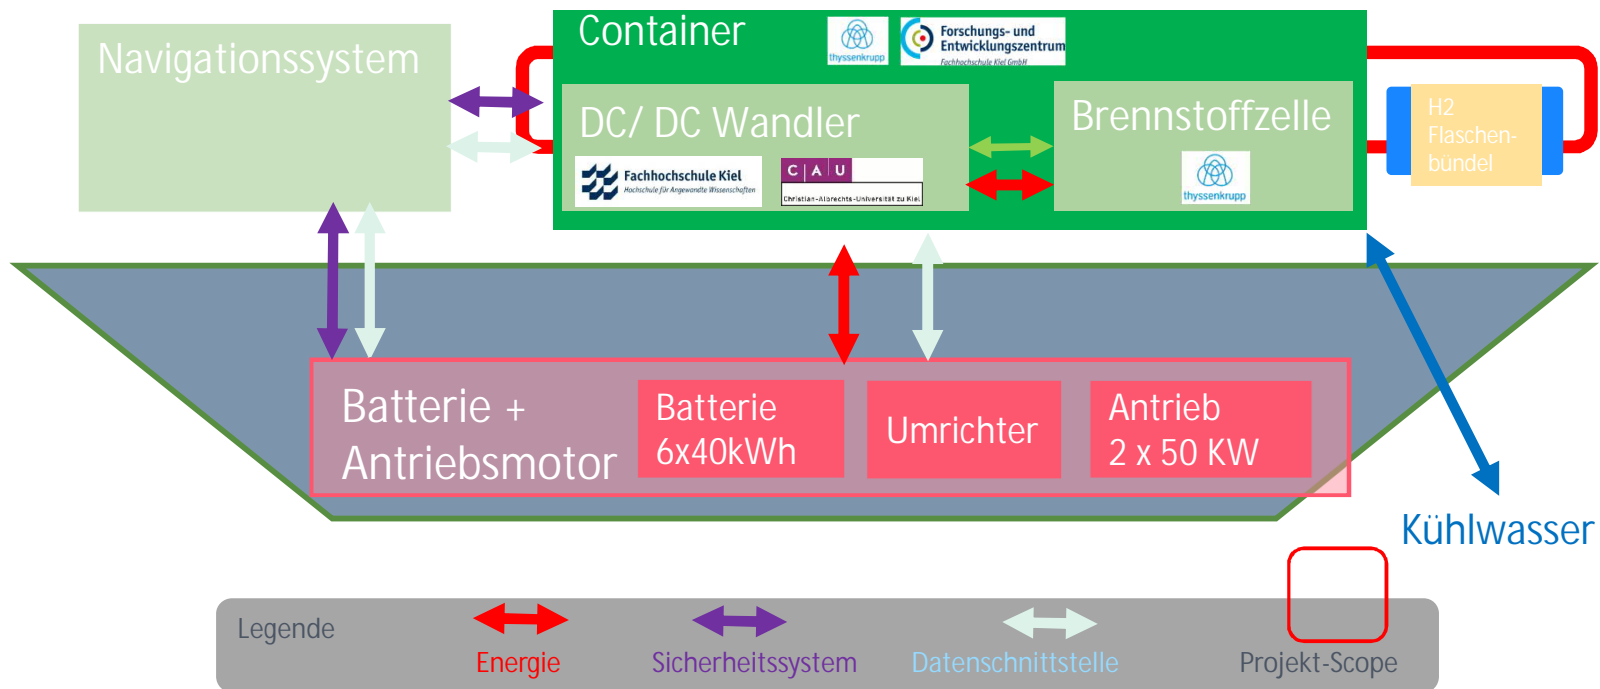 Navigationssystem
Container
thyssenkrupp
Forschungs- und
Entwicklungszentrum
Fachhochschule Kiel GmbH
DC/ DC Wandler
Fachhochschule Kiel
Hochschule für Angewandte Wissenschaften
C | A | U
Christian-Albrechts-Universität zu Kiel
Brennstoffzelle
thyssenkrupp
H2
Flaschen-
bündel
Batterie +
Antriebsmotor
Batterie
6x40kWh
Umrichter
Antrieb
2 x 50 KW
Kühlwasser
Legende
Energie
Sicherheitssystem
Datenschnittstelle
Projekt-Scope